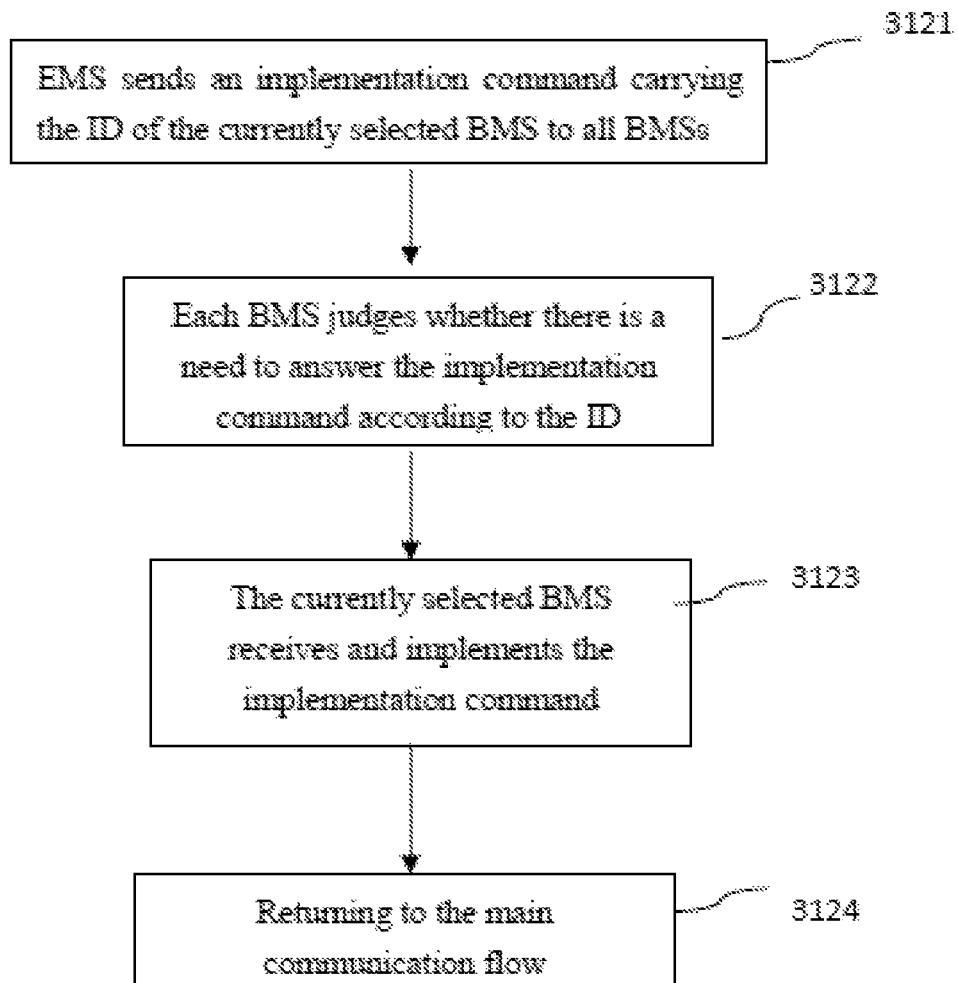 3121
EMS sends an implementation command carrying
the ID of the currently selected BMS to all BMSs
3122
Each BMS judges whether there is a
need to answer the implementation
command according to the ID
3123
The currently selected BMS
receives and implements the
implementation command
3124
Returning to the main
communication flow